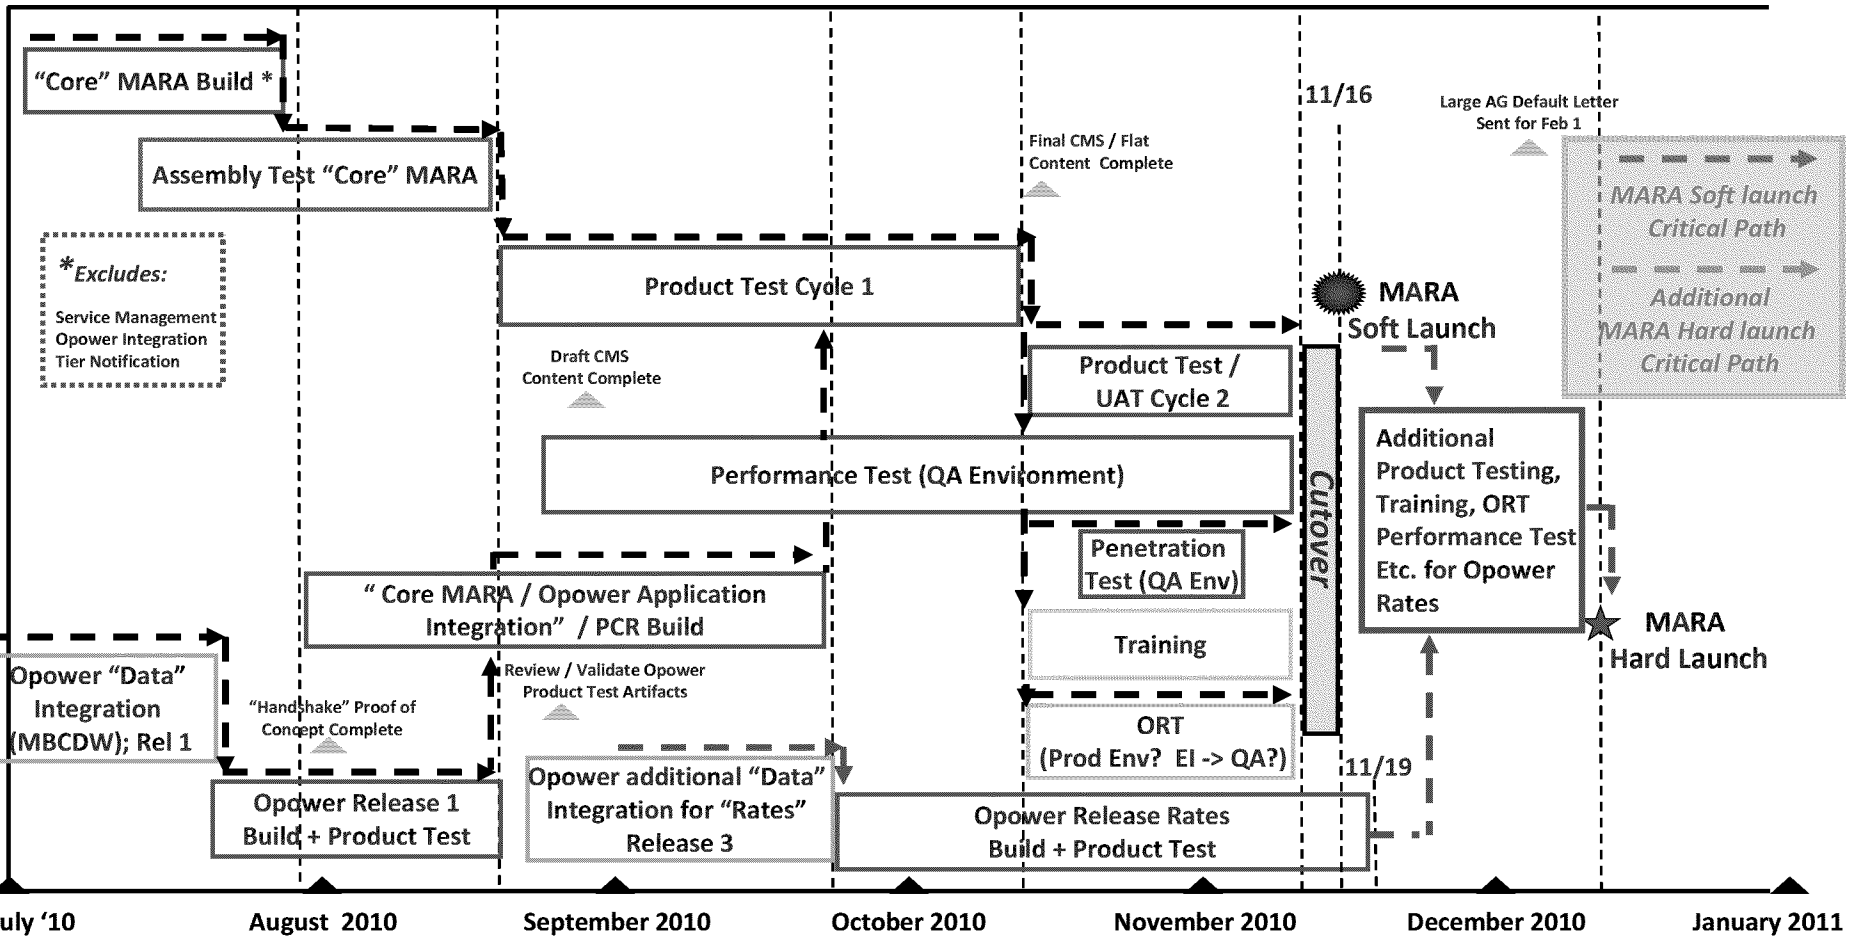 “Core” MARA Build *
Assembly Test “Core” MARA
*Excludes:
Service Management
Opower Integration
Tier Notification
Product Test Cycle 1
Draft CMS
Content Complete
Final CMS / Flat
Content Complete
11/16
Large AG Default Letter
Sent for Feb 1
MARA Soft launch
Critical Path
Additional
MARA Hard launch
Critical Path
MARA
Soft Launch
Product Test /
UAT Cycle 2
Performance Test (QA Environment)
Cutover
Additional
Product Testing,
Training, ORT
Performance Test
Etc. for Opower
Rates
Penetration
Test (QA Env)
“ Core MARA / Opower Application
Integration” / PCR Build
Training
MARA
Hard Launch
Opower “Data”
Integration
(MBCDW); Rel 1
“Handshake” Proof of
Concept Complete
Review / Validate Opower
Product Test Artifacts
ORT
(Prod Env? EI -> QA?)
11/19
Opower Release 1
Build + Product Test
Opower additional “Data”
Integration for “Rates”
Release 3
Opower Release Rates
Build + Product Test
uly ‘10
August 2010
September 2010
October 2010
November 2010
December 2010
January 2011